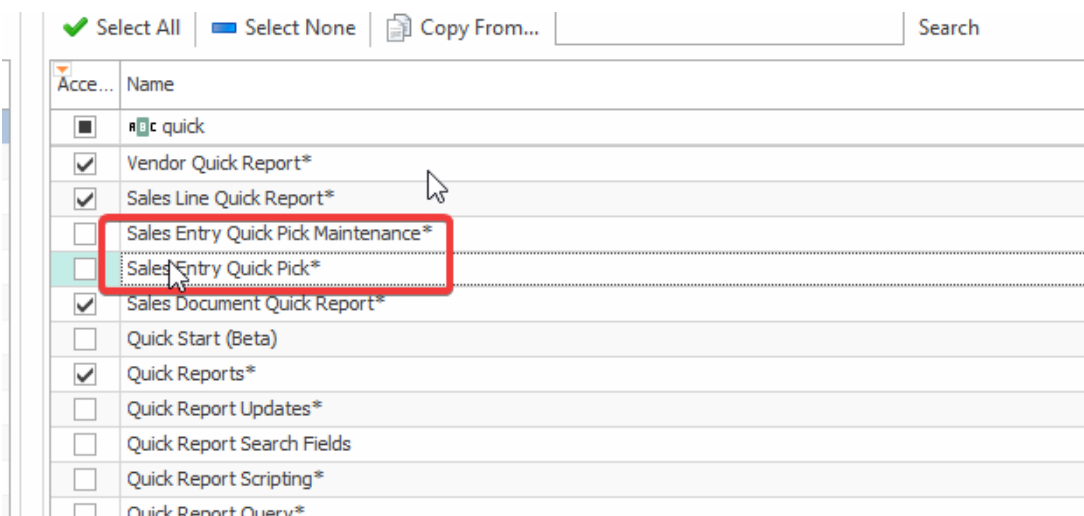 Select All Select None Copy From... Search
Acce... Name
ABC quick
Vendor Quick Report*
Sales Line Quick Report*
Sales Entry Quick Pick Maintenance*
Sales Entry Quick Pick*
Sales Document Quick Report*
Quick Start (Beta)
Quick Reports*
Quick Report Updates*
Quick Report Search Fields
Quick Report Scripting*
Quick Report Query*